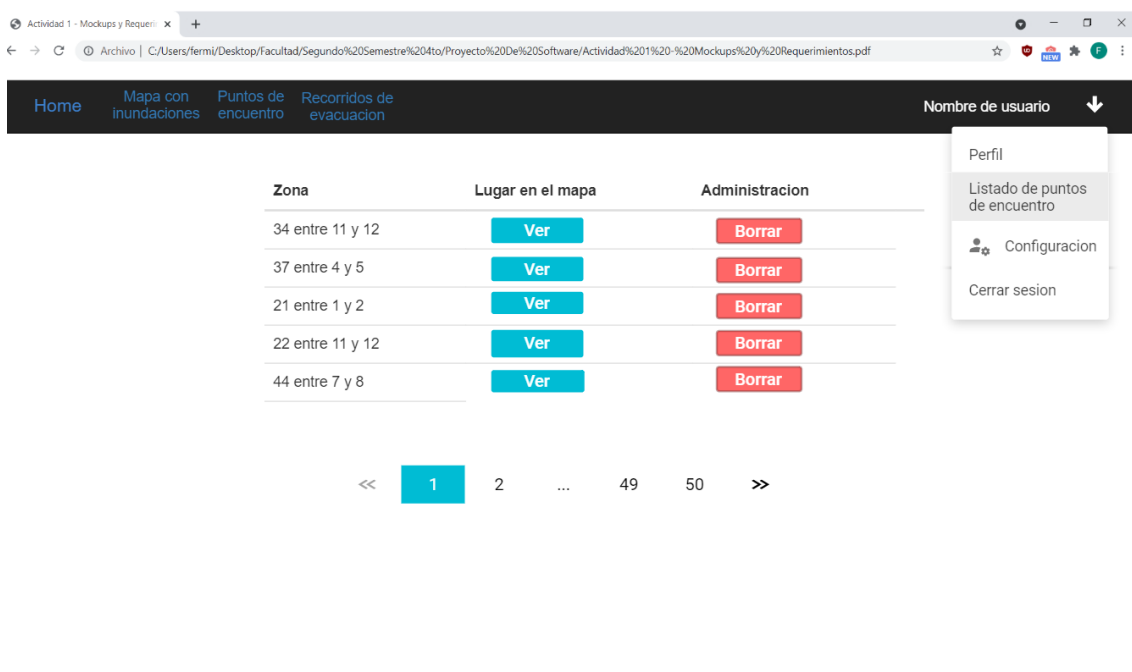 Actividad 1 - Mockups y Requeri
Archivo | C:/Users/fermi/Desktop/Facultad/Segundo%20Semestre%204to/Proyecto%20De%20Software/Actividad%201%20-%20Mockups%20y%20Requerimientos.pdf
NEW
F
Home
Mapa con
inundaciones
Puntos de
encuentro
Recorridos de
evacuacion
Nombre de usuario
Perfil
Listado de puntos
de encuentro
Configuracion
Cerrar sesion
Zona Lugar en el mapa Administracion
34 entre 11 y 12 Ver Borrar
37 entre 4 y 5 Ver Borrar
21 entre 1 y 2 Ver Borrar
22 entre 11 y 12 Ver Borrar
44 entre 7 y 8 Ver Borrar
<< 1 2 ... 49 50 >>